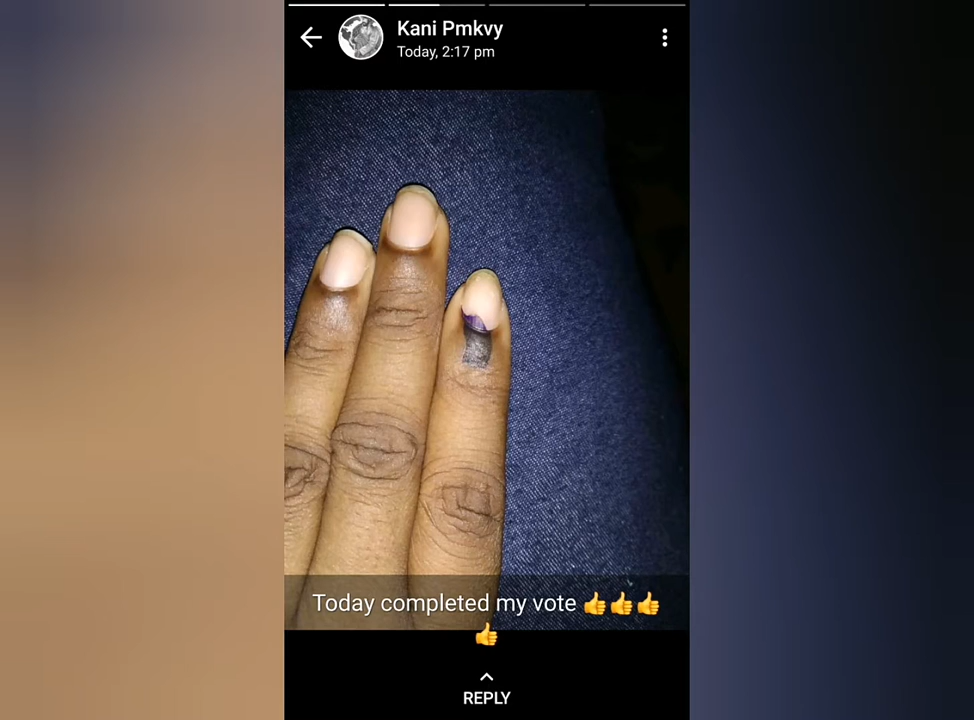 Kani Pmkvy
Today, 2:17 pm
Today completed my vote 👍👍👍
👍
REPLY